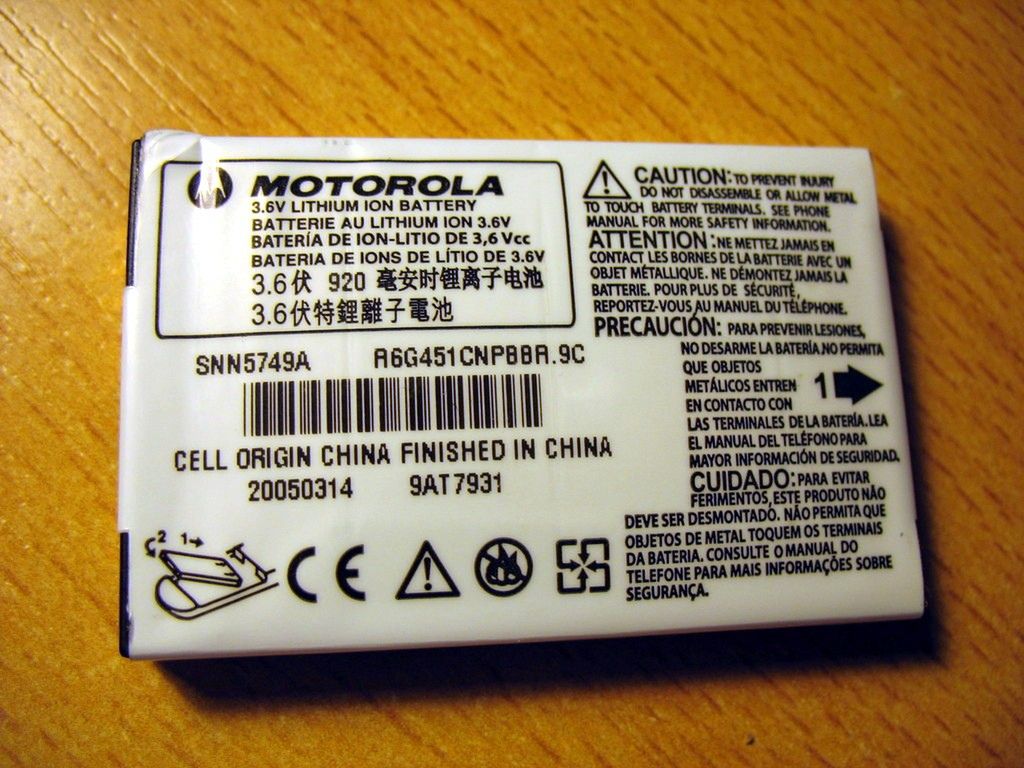 MOTOROLA
3.6V LITHIUM ION BATTERY
BATTERIE AU LITHIUM ION 3.6V
BATERÍA DE ION-LITIO DE 3,6 Vcc
BATERIA DE IONS DE LÍTIO DE 3.6V
3.6伏 920 毫安时锂离子电池
3.6伏特鋰離子電池
SNN5749A R6G451CNPBBR.9C
CELL ORIGIN CHINA FINISHED IN CHINA
20050314 9AT7931
2 1
CE
CAUTION: TO PREVENT INJURY
DO NOT DISASSEMBLE OR ALLOW METAL
TO TOUCH BATTERY TERMINALS. SEE PHONE
MANUAL FOR MORE SAFETY INFORMATION.
ATTENTION: NE METTEZ JAMAIS EN
CONTACT LES BORNES DE LA BATTERIE AVEC UN
OBJET MÉTALLIQUE. NE DÉMONTEZ JAMAIS LA
BATTERIE. POUR PLUS DE SÉCURITÉ,
REPORTEZ-VOUS AU MANUEL DU TÉLÉPHONE.
PRECAUCIÓN: PARA PREVENIR LESIONES,
NO DESARME LA BATERÍA. NO PERMITA
QUE OBJETOS
METÁLICOS ENTREN
EN CONTACTO CON
1
LAS TERMINALES DE LA BATERÍA. LEA
EL MANUAL DEL TELÉFONO PARA
MAYOR INFORMACIÓN DE SEGURIDAD.
CUIDADO: PARA EVITAR
FERIMENTOS, ESTE PRODUTO NÃO
DEVE SER DESMONTADO. NÃO PERMITA QUE
OBJETOS DE METAL TOQUEM OS TERMINAIS
DA BATERIA. CONSULTE O MANUAL DO
TELEFONE PARA MAIS INFORMAÇÕES SOBRE
SEGURANÇA.